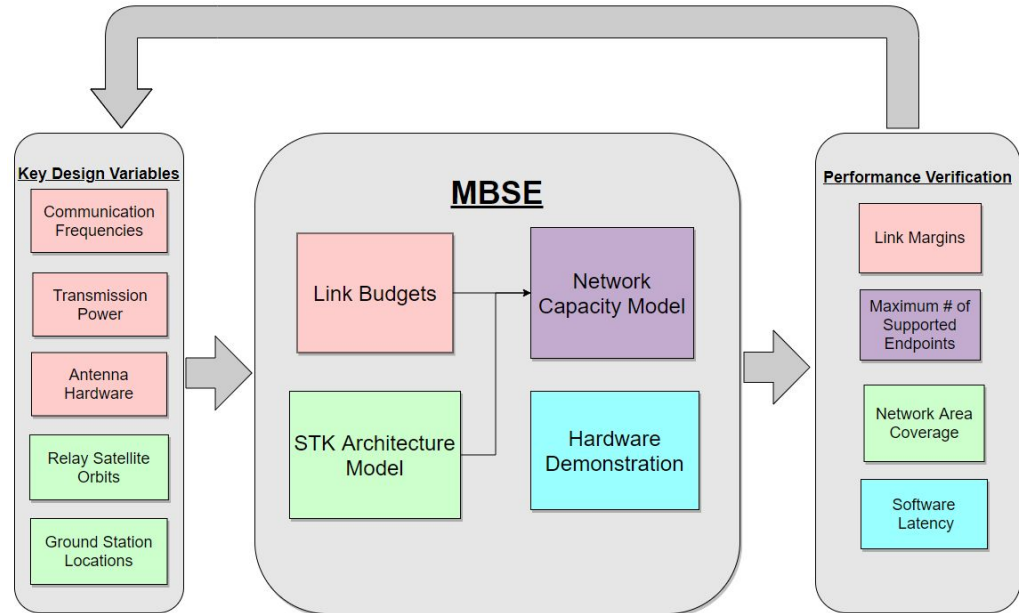 Key Design Variables
Communication
Frequencies
Transmission
Power
Antenna
Hardware
Relay Satellite
Orbits
Ground Station
Locations
MBSE
Link Budgets
Network
Capacity Model
STK Architecture
Model
Hardware
Demonstration
Performance Verification
Link Margins
Maximum # of
Supported
Endpoints
Network Area
Coverage
Software
Latency